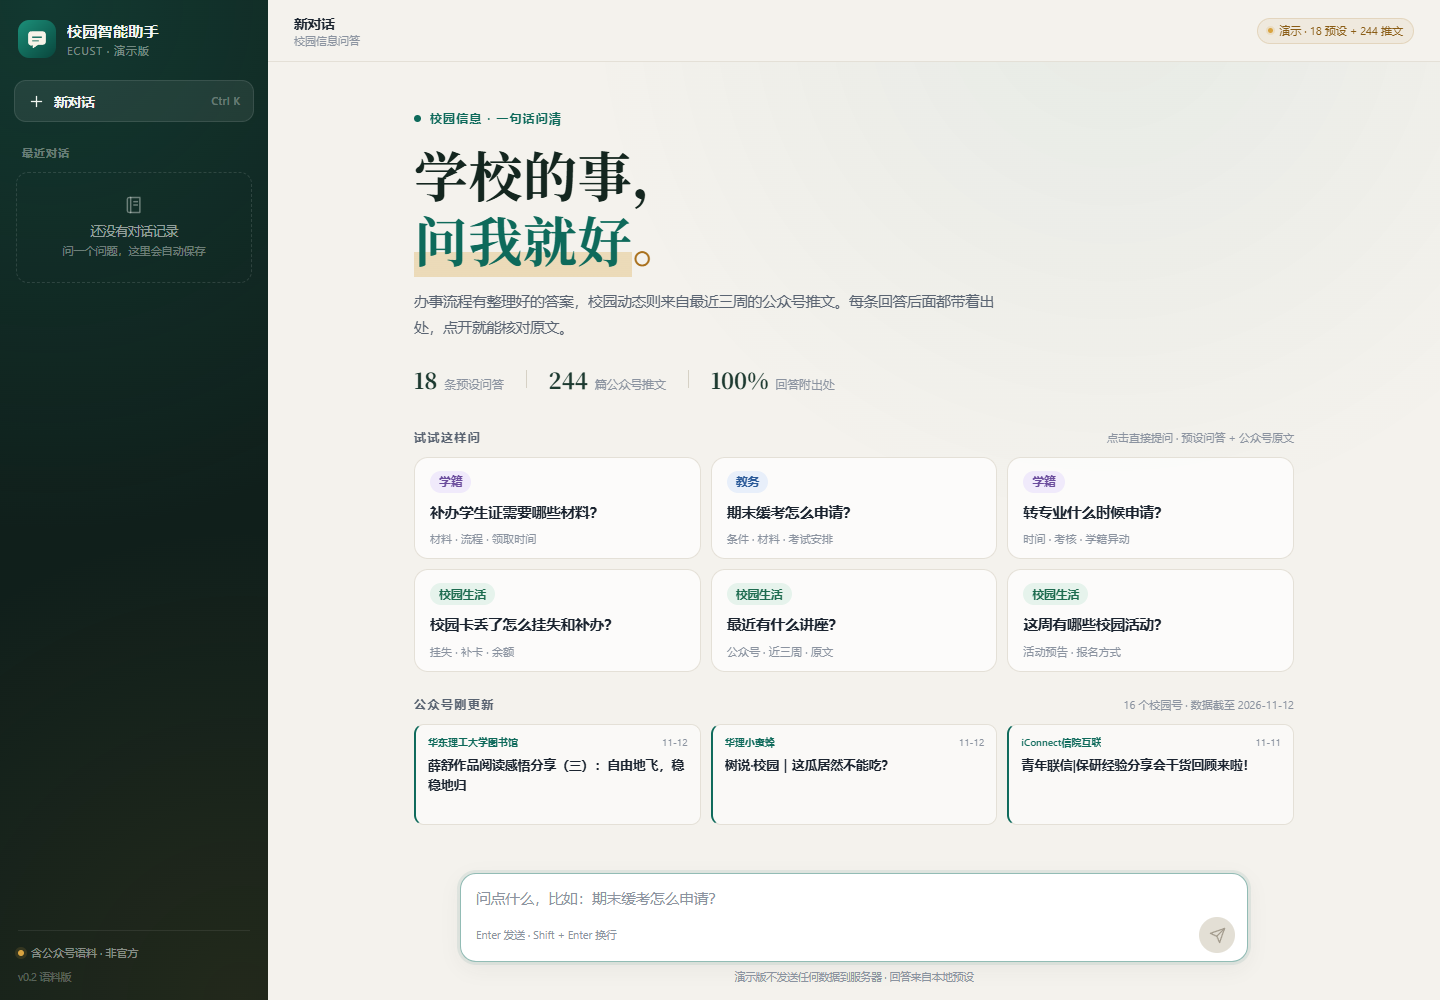 校园智能助手
ECUST · 演示版
新对话
Ctrl K
最近对话
还没有对话记录
问一个问题，这里会自动保存
含公众号语料 · 非官方
v0.2 语料版
新对话
校园信息问答
演示 · 18 预设 + 244 推文
校园信息 · 一句话问清
学校的事，
问我就好。
办事流程有整理好的答案，校园动态则来自最近三周的公众号推文。每条回答后面都带着出
处，点开就能核对原文。
18 条预设问答
244 篇公众号推文
100% 回答附出处
试试这样问
点击直接提问 · 预设问答 + 公众号原文
学籍
补办学生证需要哪些材料？
材料 · 流程 · 领取时间
教务
期末缓考怎么申请？
条件 · 材料 · 考试安排
学籍
转专业什么时候申请？
时间 · 考核 · 学籍异动
校园生活
校园卡丢了怎么挂失和补办？
挂失 · 补卡 · 余额
校园生活
最近有什么讲座？
公众号 · 近三周 · 原文
校园生活
这周有哪些校园活动？
活动预告 · 报名方式
公众号刚更新
16 个校园号 · 数据截至 2026-11-12
华东理工大学图书馆
11-12
薛舒作品阅读感悟分享（三）：自由地飞，稳
稳地归
华理小蜜蜂
11-12
树说·校园 | 这瓜居然不能吃？
iConnect信院互联
11-11
青年联信|保研经验分享会干货回顾来啦！
问点什么，比如：期末缓考怎么申请？
Enter 发送 · Shift + Enter 换行
演示版不发送任何数据到服务器 · 回答来自本地预设